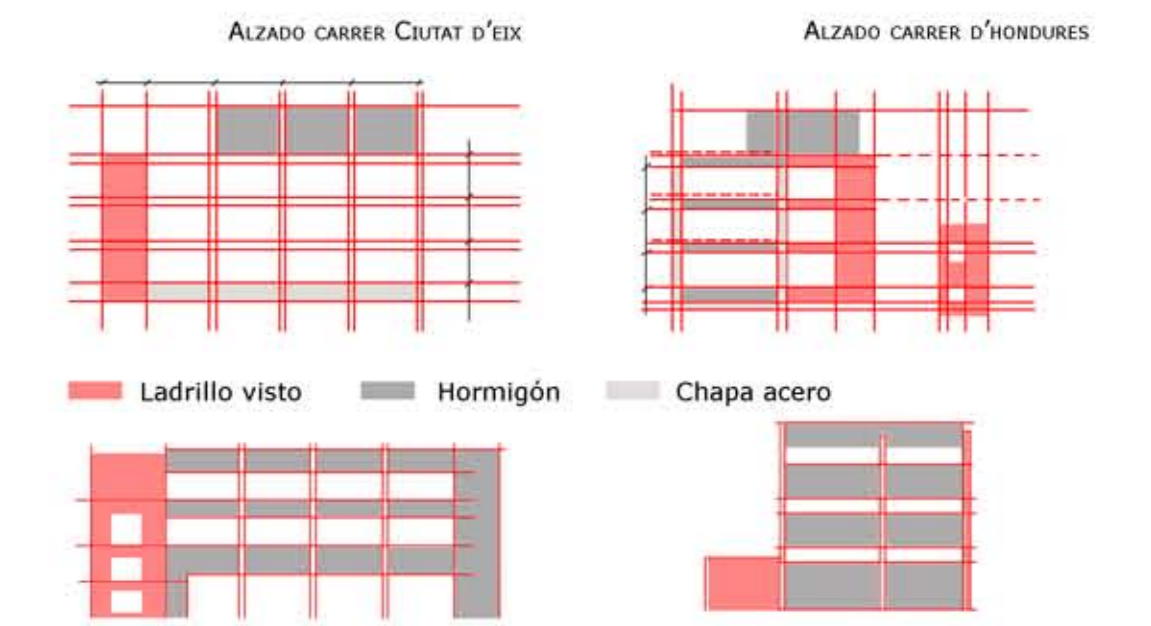 Alzado carrer Ciutat d'eix
Alzado carrer d'hondures
Ladrillo visto
Hormigón
Chapa acero